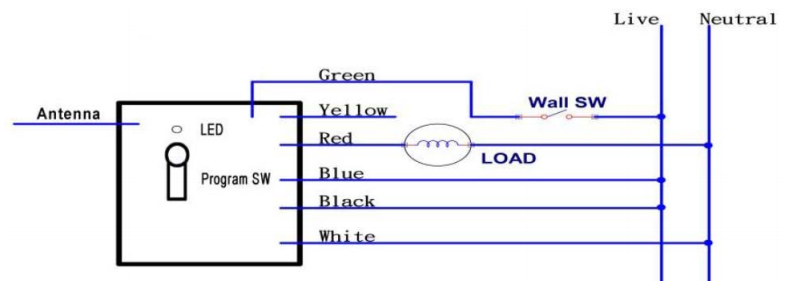 Live Neutral
Green
Wall SW
Antenna
Yellow
LED
Red
LOAD
Program SW
Blue
Black
White